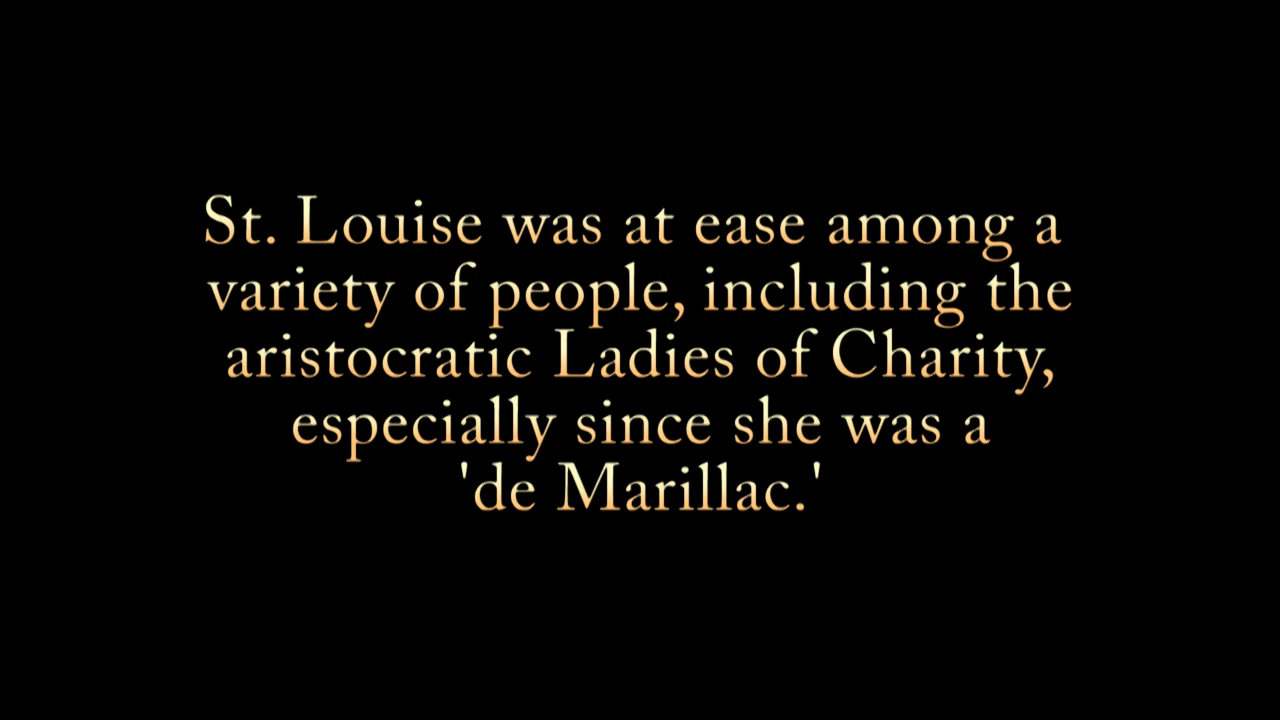 St. Louise was at ease among a
variety of people, including the
aristocratic Ladies of Charity,
especially since she was a
'de Marillac.'